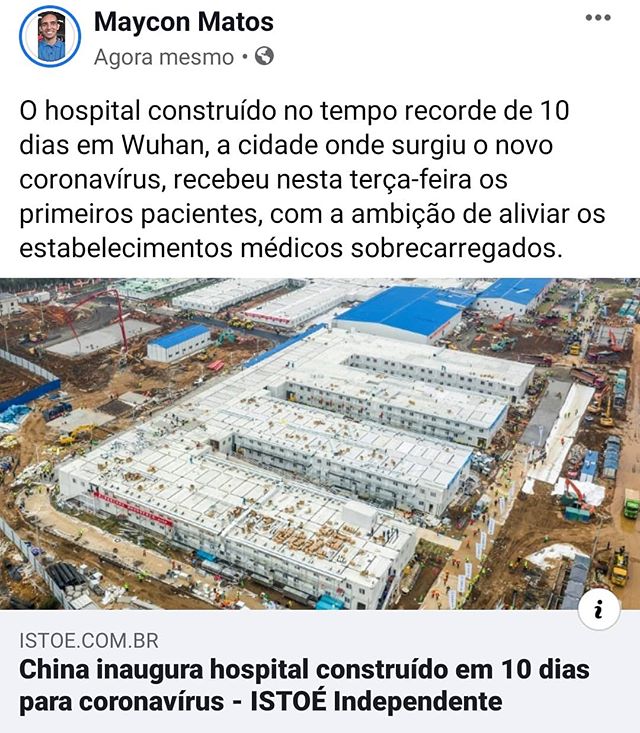 Maycon Matos
Agora mesmo •
O hospital construído no tempo recorde de 10
dias em Wuhan, a cidade onde surgiu o novo
coronavírus, recebeu nesta terça-feira os
primeiros pacientes, com a ambição de aliviar os
estabelecimentos médicos sobrecarregados.
ISTOE.COM.BR
China inaugura hospital construído em 10 dias
para coronavírus - ISTOÉ Independente